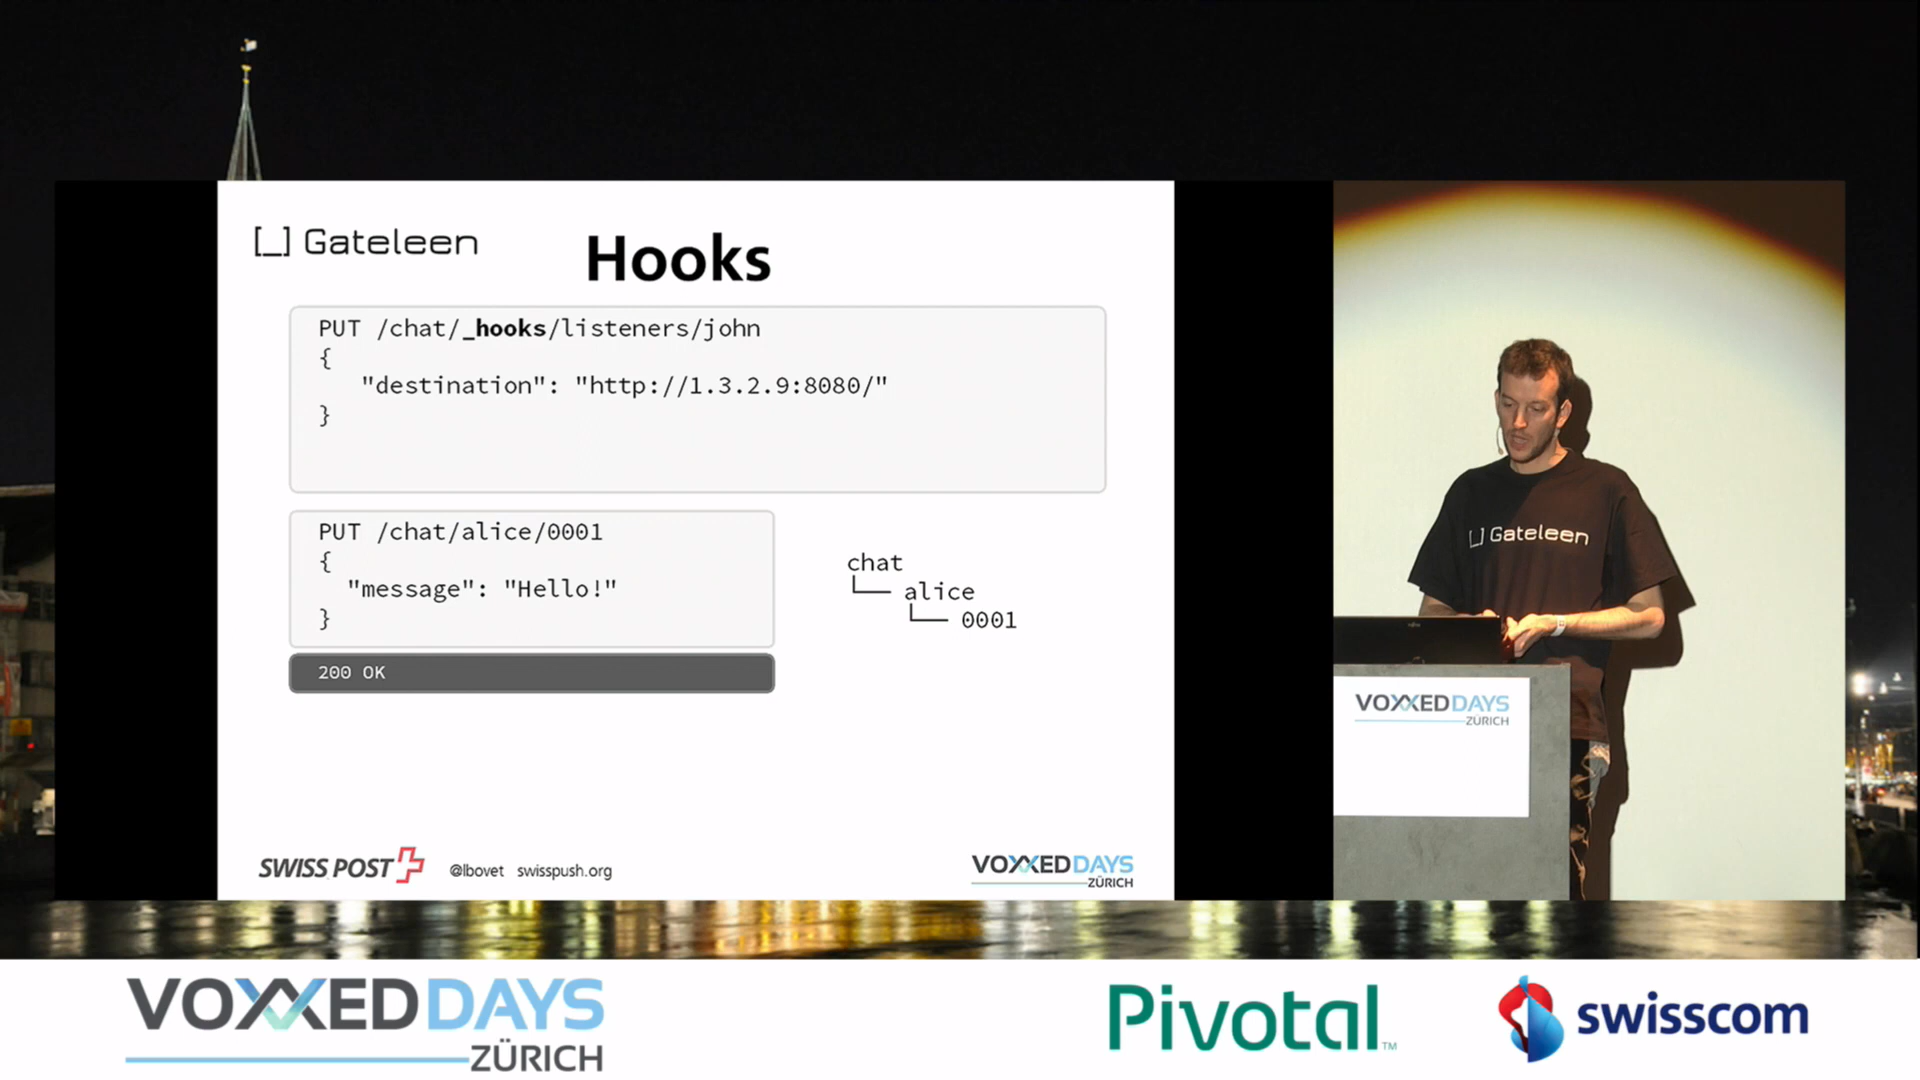 [_] Gateleen
Hooks
PUT /chat/_hooks/listeners/john
{
"destination": "http://1.3.2.9:8080/"
}
PUT /chat/alice/0001
{
"message": "Hello!"
}
200 OK
chat
└── alice
└── 0001
SWISS POST
@lbovet swisspush.org
VOXXED DAYS
ZÜRICH
[_] Gateleen
VOXXED DAYS
ZÜRICH
VOXXED DAYS
ZÜRICH
Pivotal™
swisscom